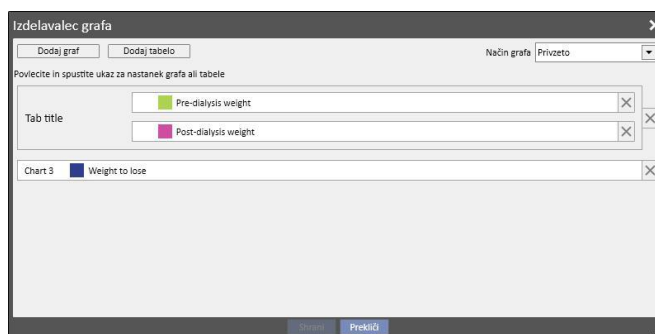 Izdelavalec grafa
Dodaj graf Dodaj tabelo Način grafa Privzeto
Povlecite in spustite ukaz za nastanek grafa ali tabele
Pre-dialysis weight
Tab title
Post-dialysis weight
Chart 3 Weight to lose
Shrani Prekliči